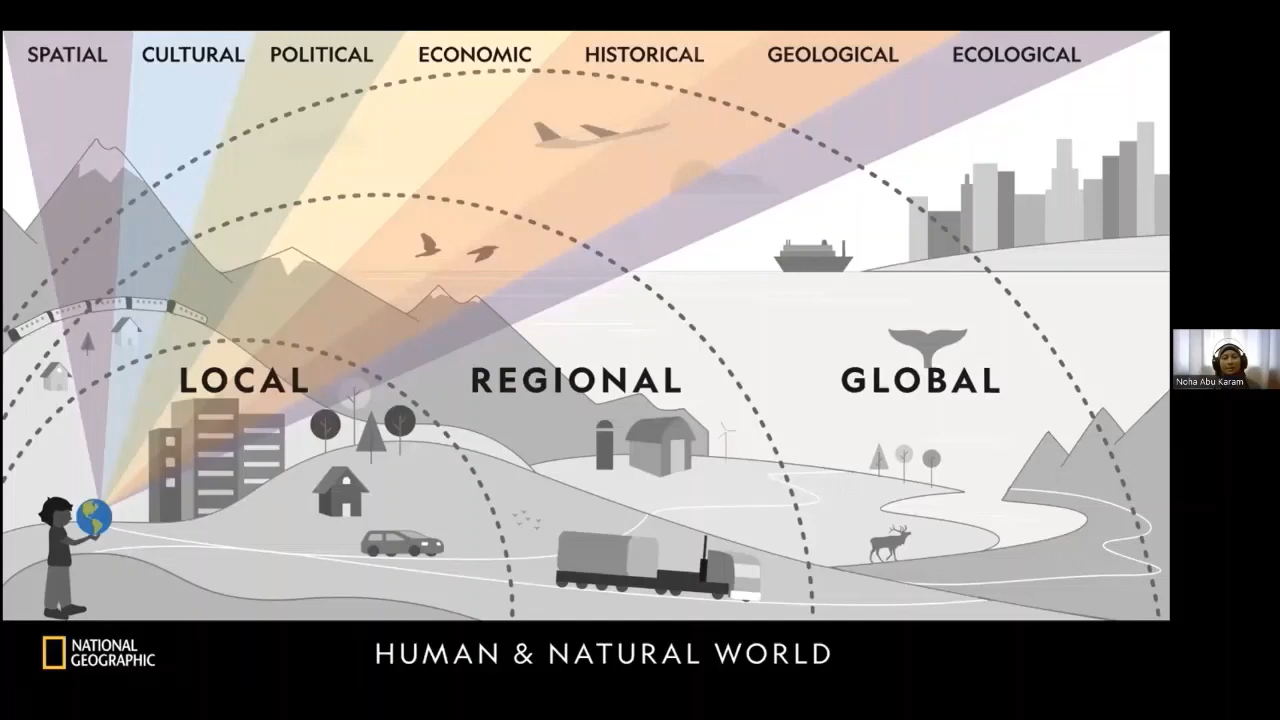 SPATIAL CULTURAL POLITICAL ECONOMIC HISTORICAL GEOLOGICAL ECOLOGICAL
LOCAL REGIONAL GLOBAL
Noha Abu Karam
NATIONAL
GEOGRAPHIC
HUMAN & NATURAL WORLD